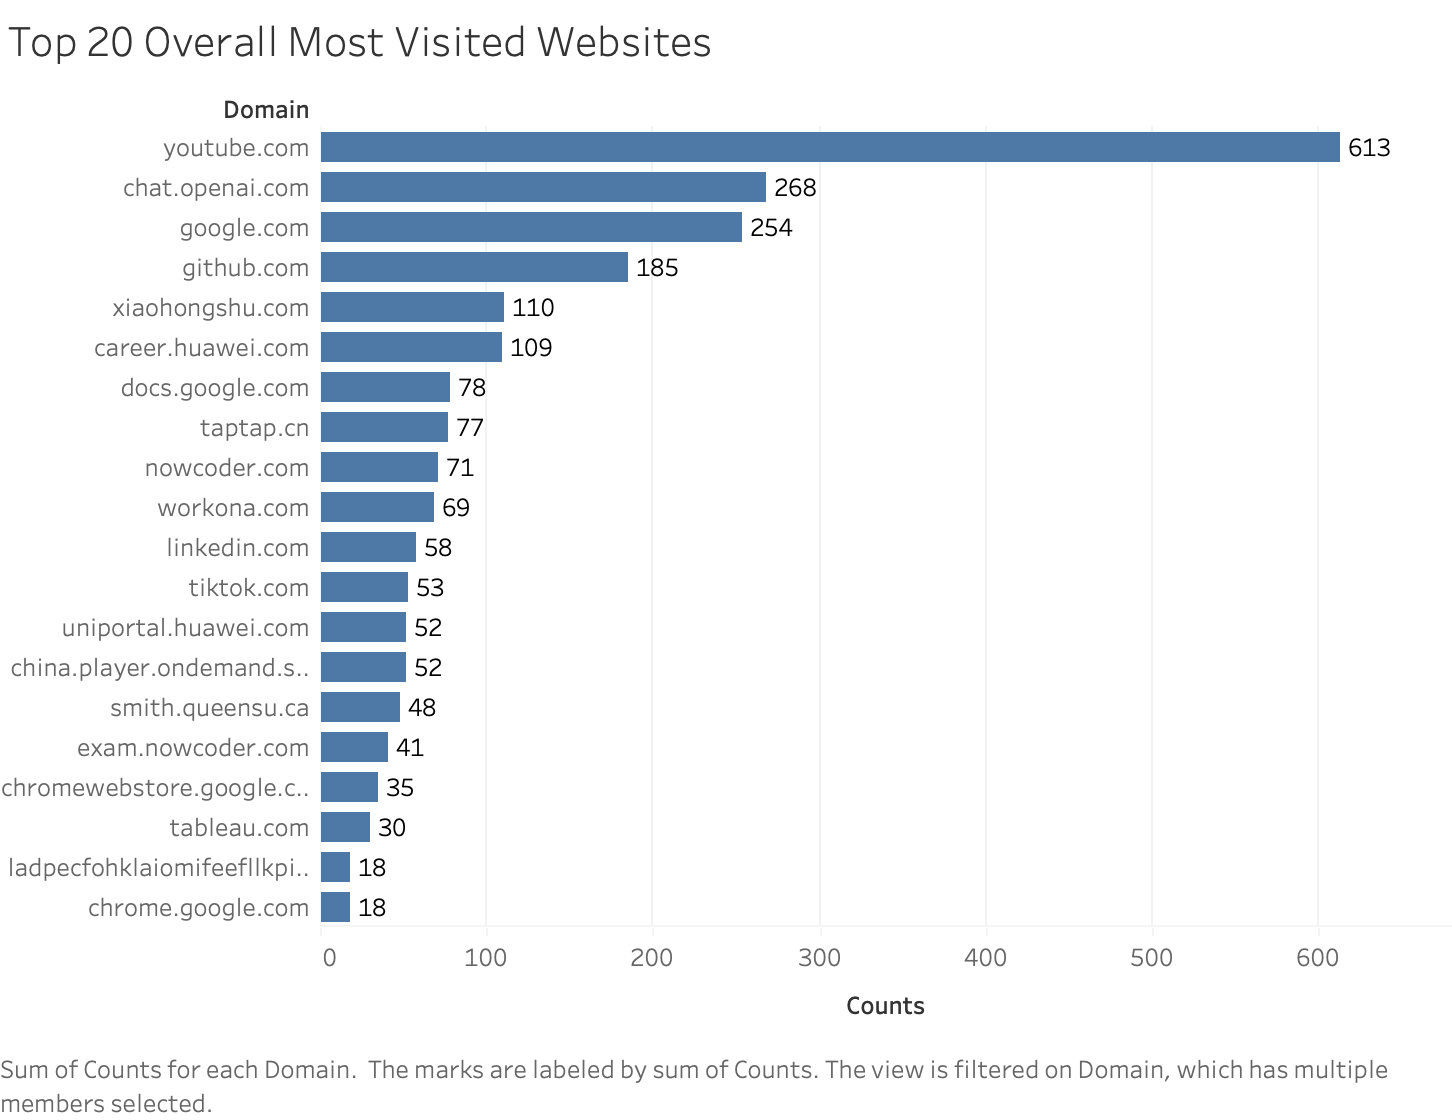 Top 20 Overall Most Visited Websites
Domain
youtube.com 613
chat.openai.com 268
google.com 254
github.com 185
xiaohongshu.com 110
career.huawei.com 109
docs.google.com 78
taptap.cn 77
nowcoder.com 71
workona.com 69
linkedin.com 58
tiktok.com 53
uniportal.huawei.com 52
china.player.ondemand.s.. 52
smith.queensu.ca 48
exam.nowcoder.com 41
chromewebstore.google.c.. 35
tableau.com 30
ladpecfohklaiomifeefllkpi.. 18
chrome.google.com 18
0 100 200 300 400 500 600
Counts
Sum of Counts for each Domain.  The marks are labeled by sum of Counts. The view is filtered on Domain, which has multiple
members selected.